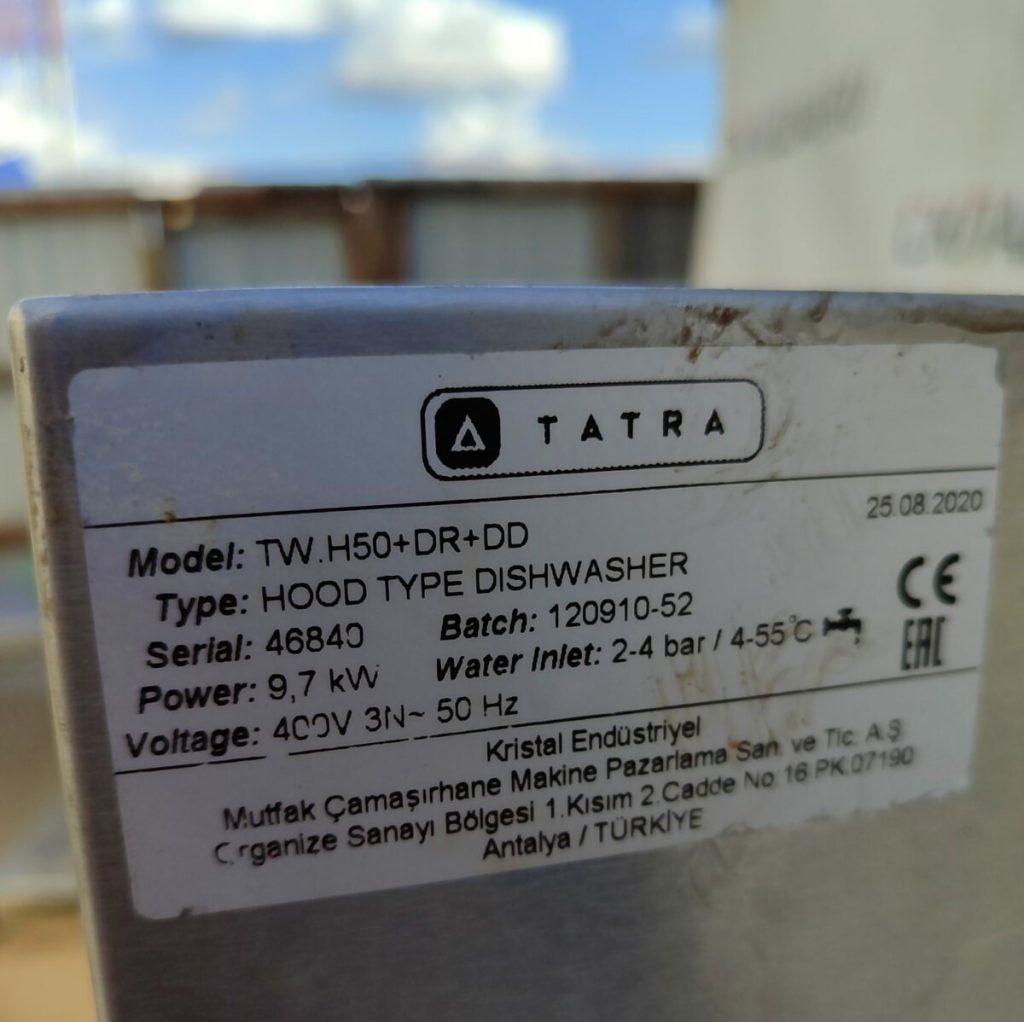 TATRA
25.08.2020
Model: TW.H50+DR+DD
Type: HOOD TYPE DISHWASHER
Serial: 46840 Batch: 120910-52
Power: 9,7 kW Water Inlet: 2-4 bar / 4-55°C
Voltage: 400V 3N~ 50 Hz
CE
EAC
Kristal Endüstriyel
Mutfak Çamaşırhane Makine Pazarlama San. ve Tic. A.Ş
Organize Sanayi Bölgesi 1.Kısım 2.Cadde No 16 PK.07190
Antalya / TÜRKİYE